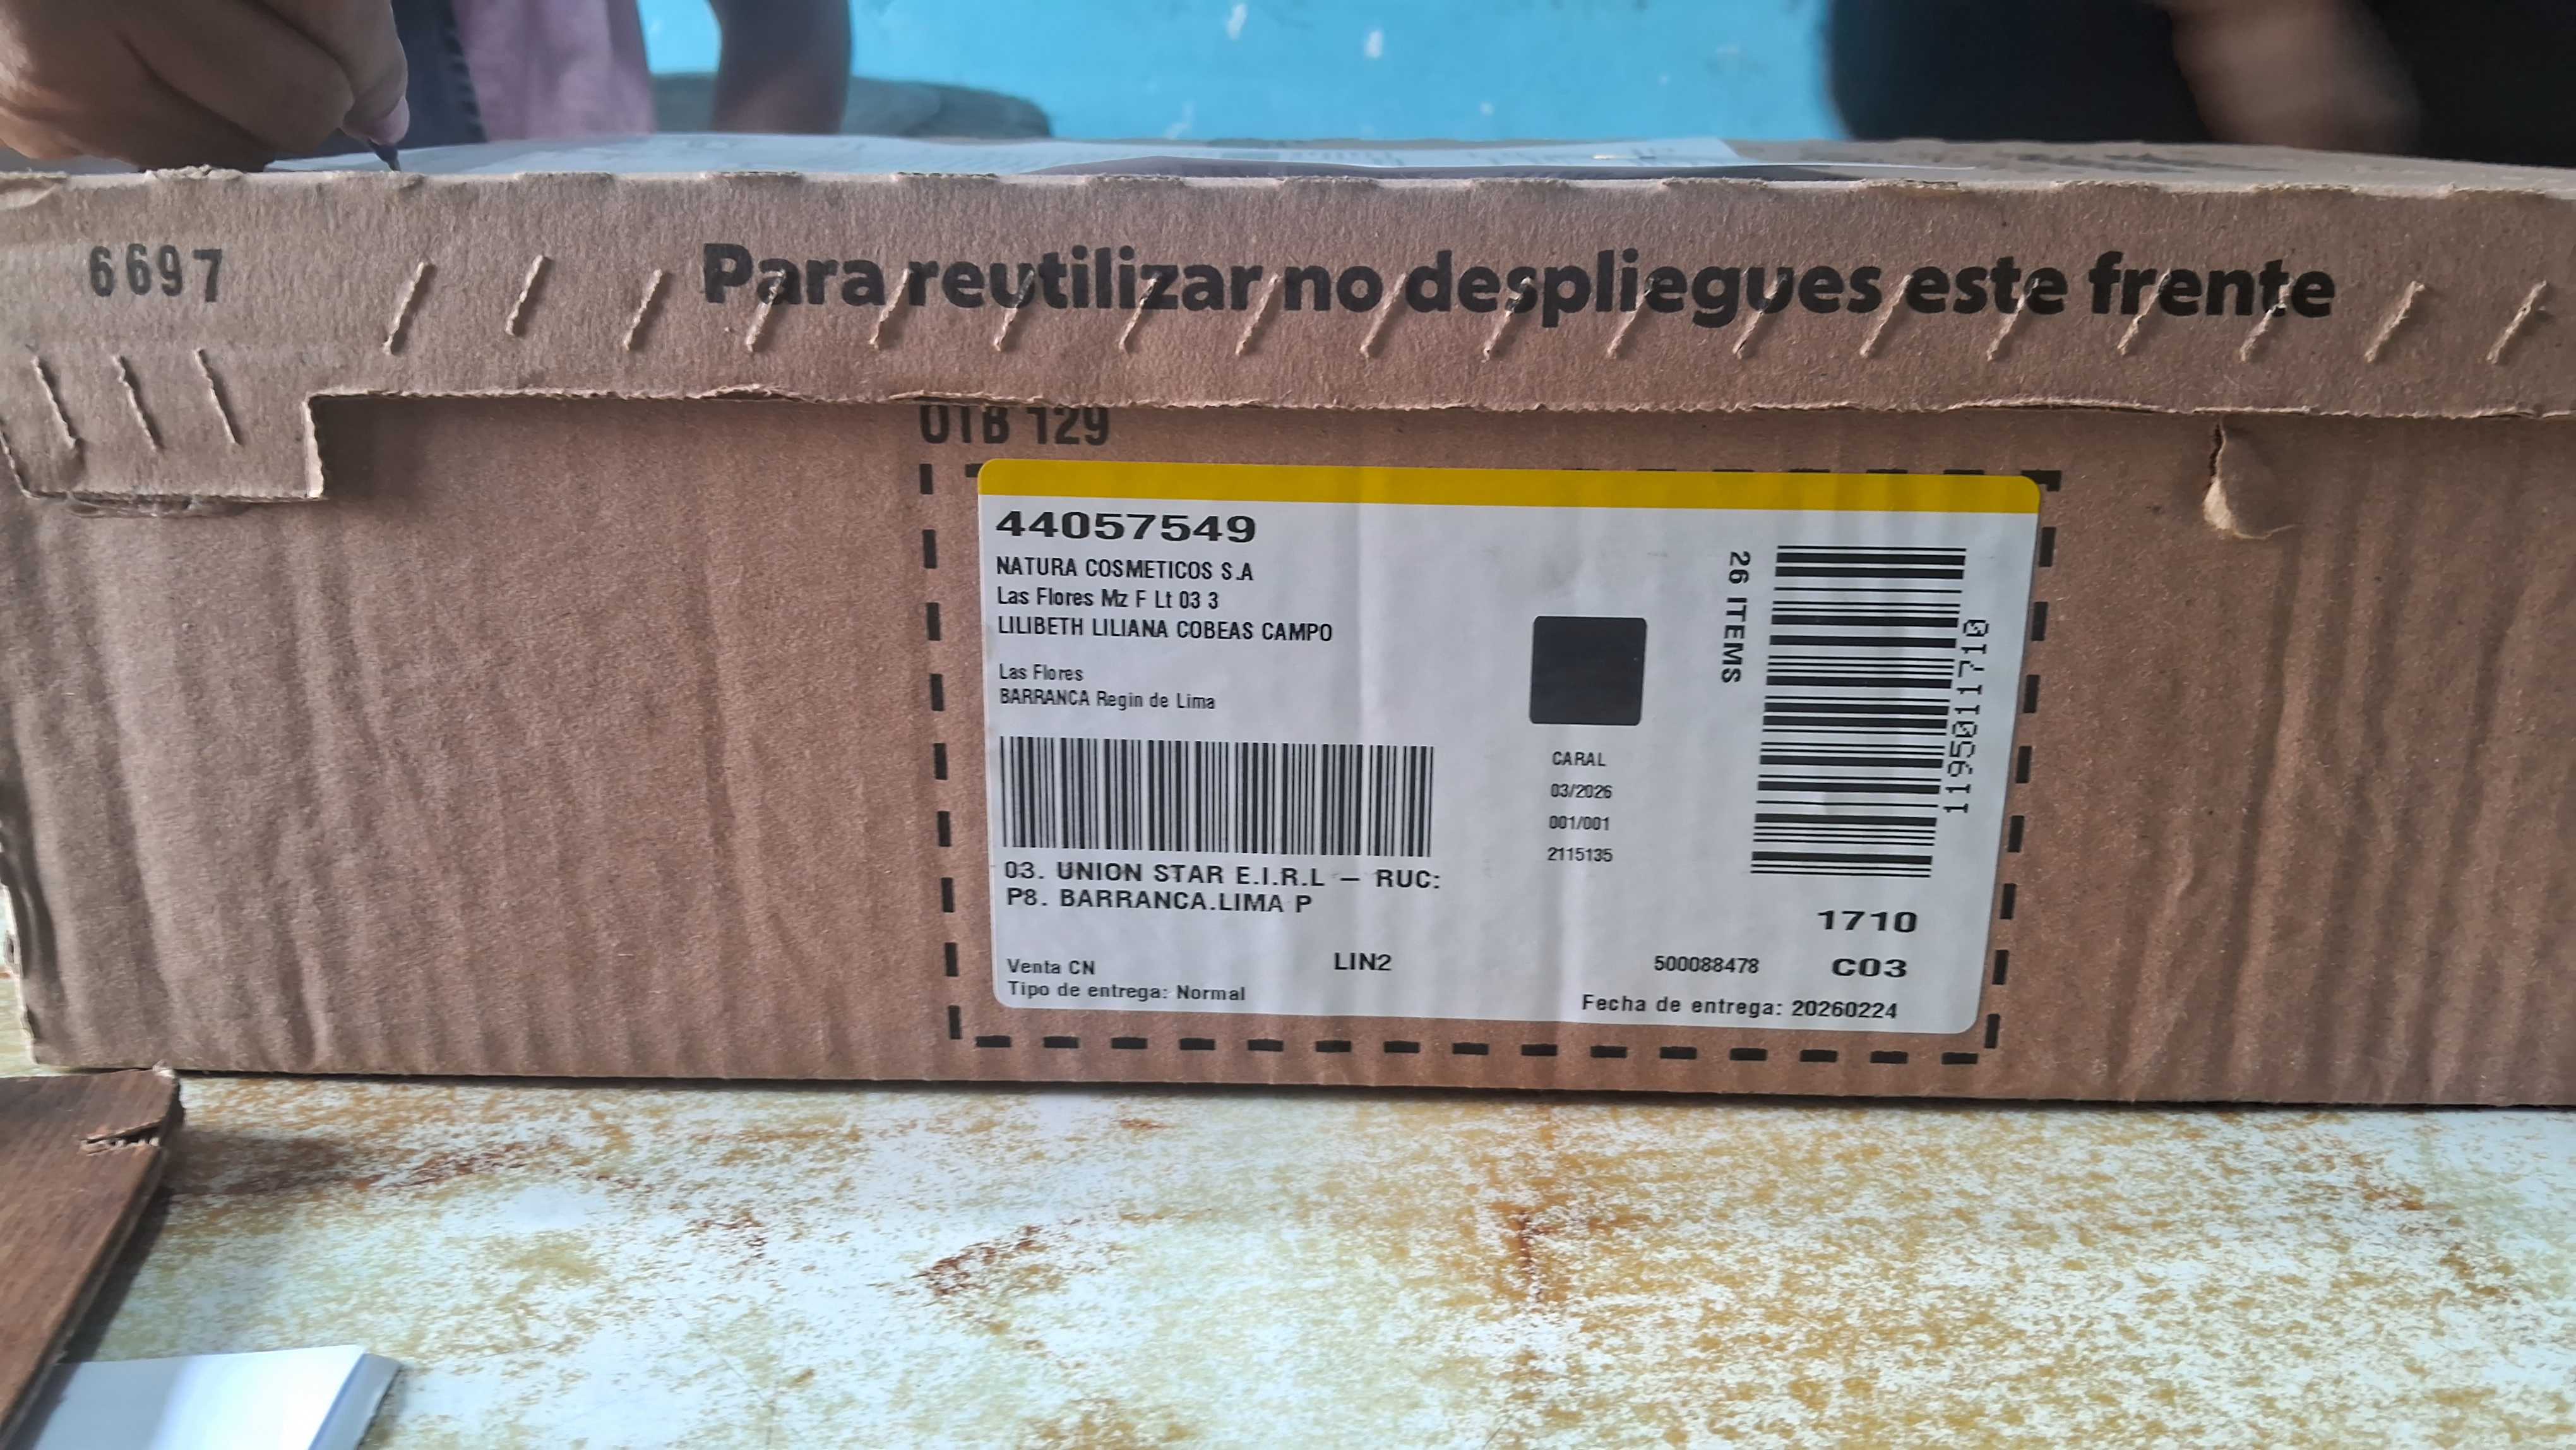 6697
Para reutilizar no despliegues este frente
UTB 129
44057549
NATURA COSMETICOS S.A
Las Flores Mz F Lt 03 3
LILIBETH LILIANA COBEAS CAMPO
Las Flores
BARRANCA Regin de Lima
03. UNION STAR E.I.R.L – RUC:
P8. BARRANCA.LIMA P
Venta CN
Tipo de entrega: Normal
LIN2
CARAL
03/2026
001/001
2115135
26 ITEMS
1195011710
1710
500088478 C03
Fecha de entrega: 20260224